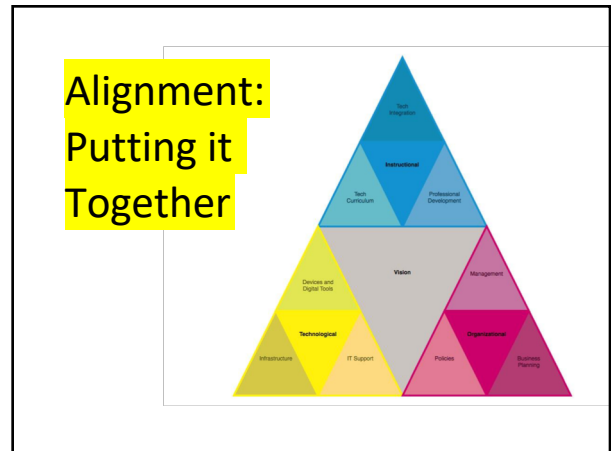 Alignment:
Putting it
Together
Tech
Integration
Instructional
Tech
Curriculum
Professional
Development
Vision
Devices and
Digital Tools
Management
Technological
Organizational
Infrastructure
IT Support
Policies
Business
Planning